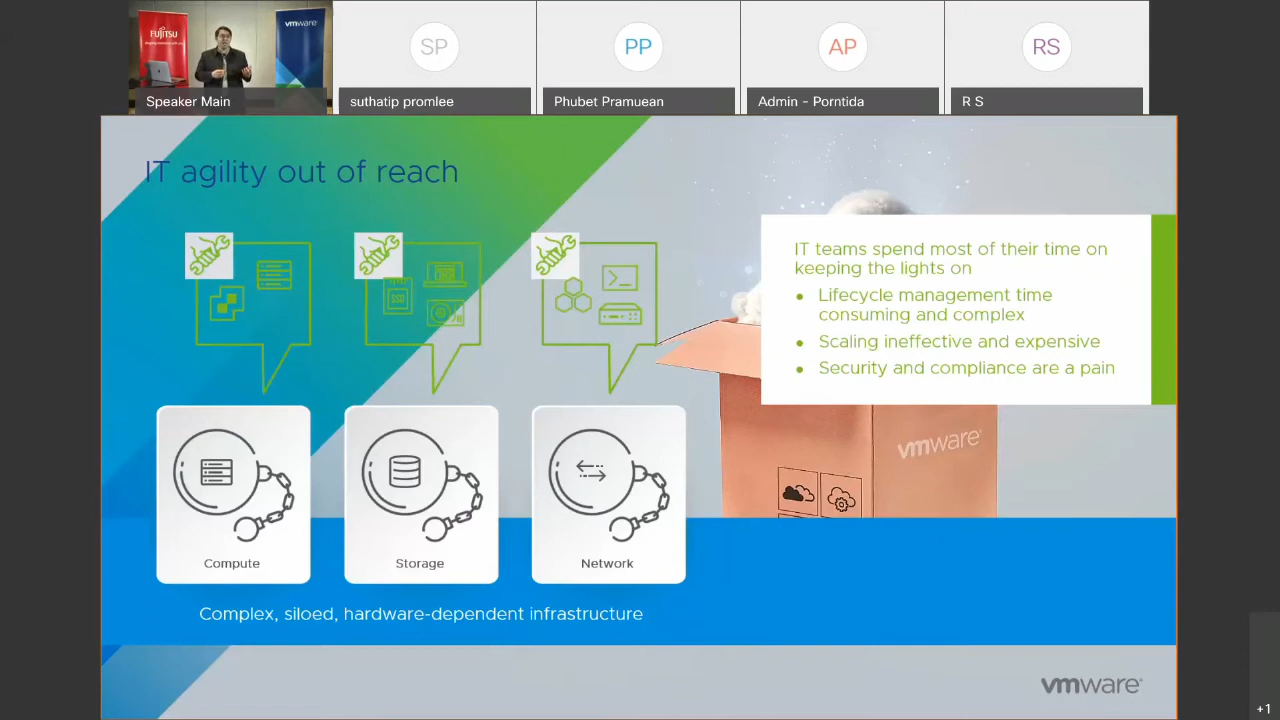 FUJITSU
vmware
SP
PP
AP
RS
Speaker Main
suthatip promlee
Phubet Pramuean
Admin - Porntida
R S
IT agility out of reach
SSD
IT teams spend most of their time on
keeping the lights on
• Lifecycle management time
consuming and complex
• Scaling ineffective and expensive
• Security and compliance are a pain
vmware®
Compute
Storage
Network
Complex, siloed, hardware-dependent infrastructure
vmware®
+1